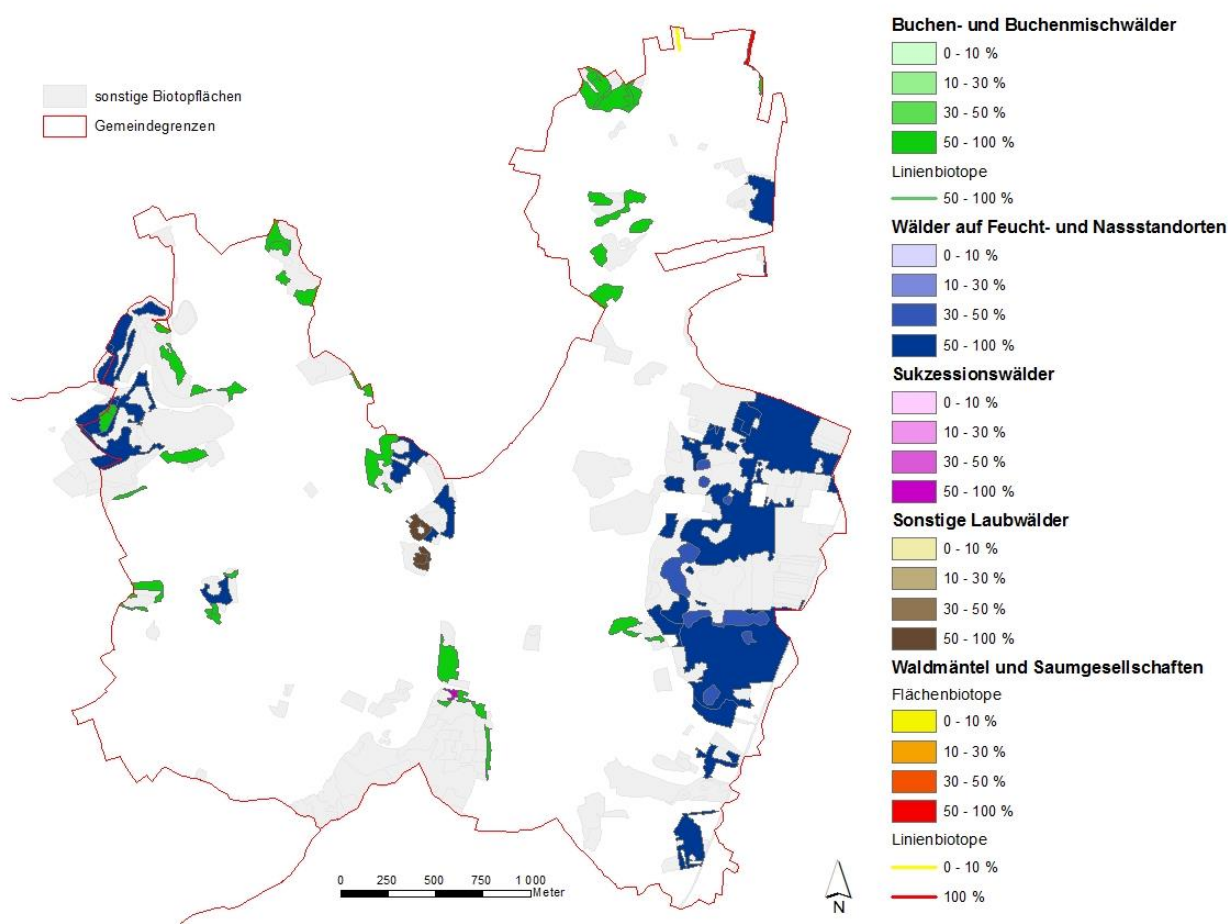 sonstige Biotopflächen
Gemeindegrenzen
0 250 500 750 1 000
Meter
N
Buchen- und Buchenmischwälder
0 - 10 %
10 - 30 %
30 - 50 %
50 - 100 %
Linienbiotope
50 - 100 %
Wälder auf Feucht- und Nassstandorten
0 - 10 %
10 - 30 %
30 - 50 %
50 - 100 %
Sukzessionswälder
0 - 10 %
10 - 30 %
30 - 50 %
50 - 100 %
Sonstige Laubwälder
0 - 10 %
10 - 30 %
30 - 50 %
50 - 100 %
Waldmäntel und Saumgesellschaften
Flächenbiotope
0 - 10 %
10 - 30 %
30 - 50 %
50 - 100 %
Linienbiotope
0 - 10 %
100 %